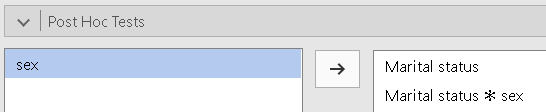 Post Hoc Tests
sex
Marital status
Marital status * sex